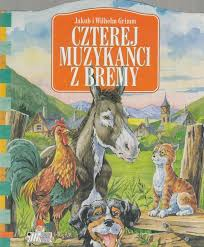 Jakub i Wilhelm Grimm
CZTEREJ
MUZYKANCI
Z BREMY